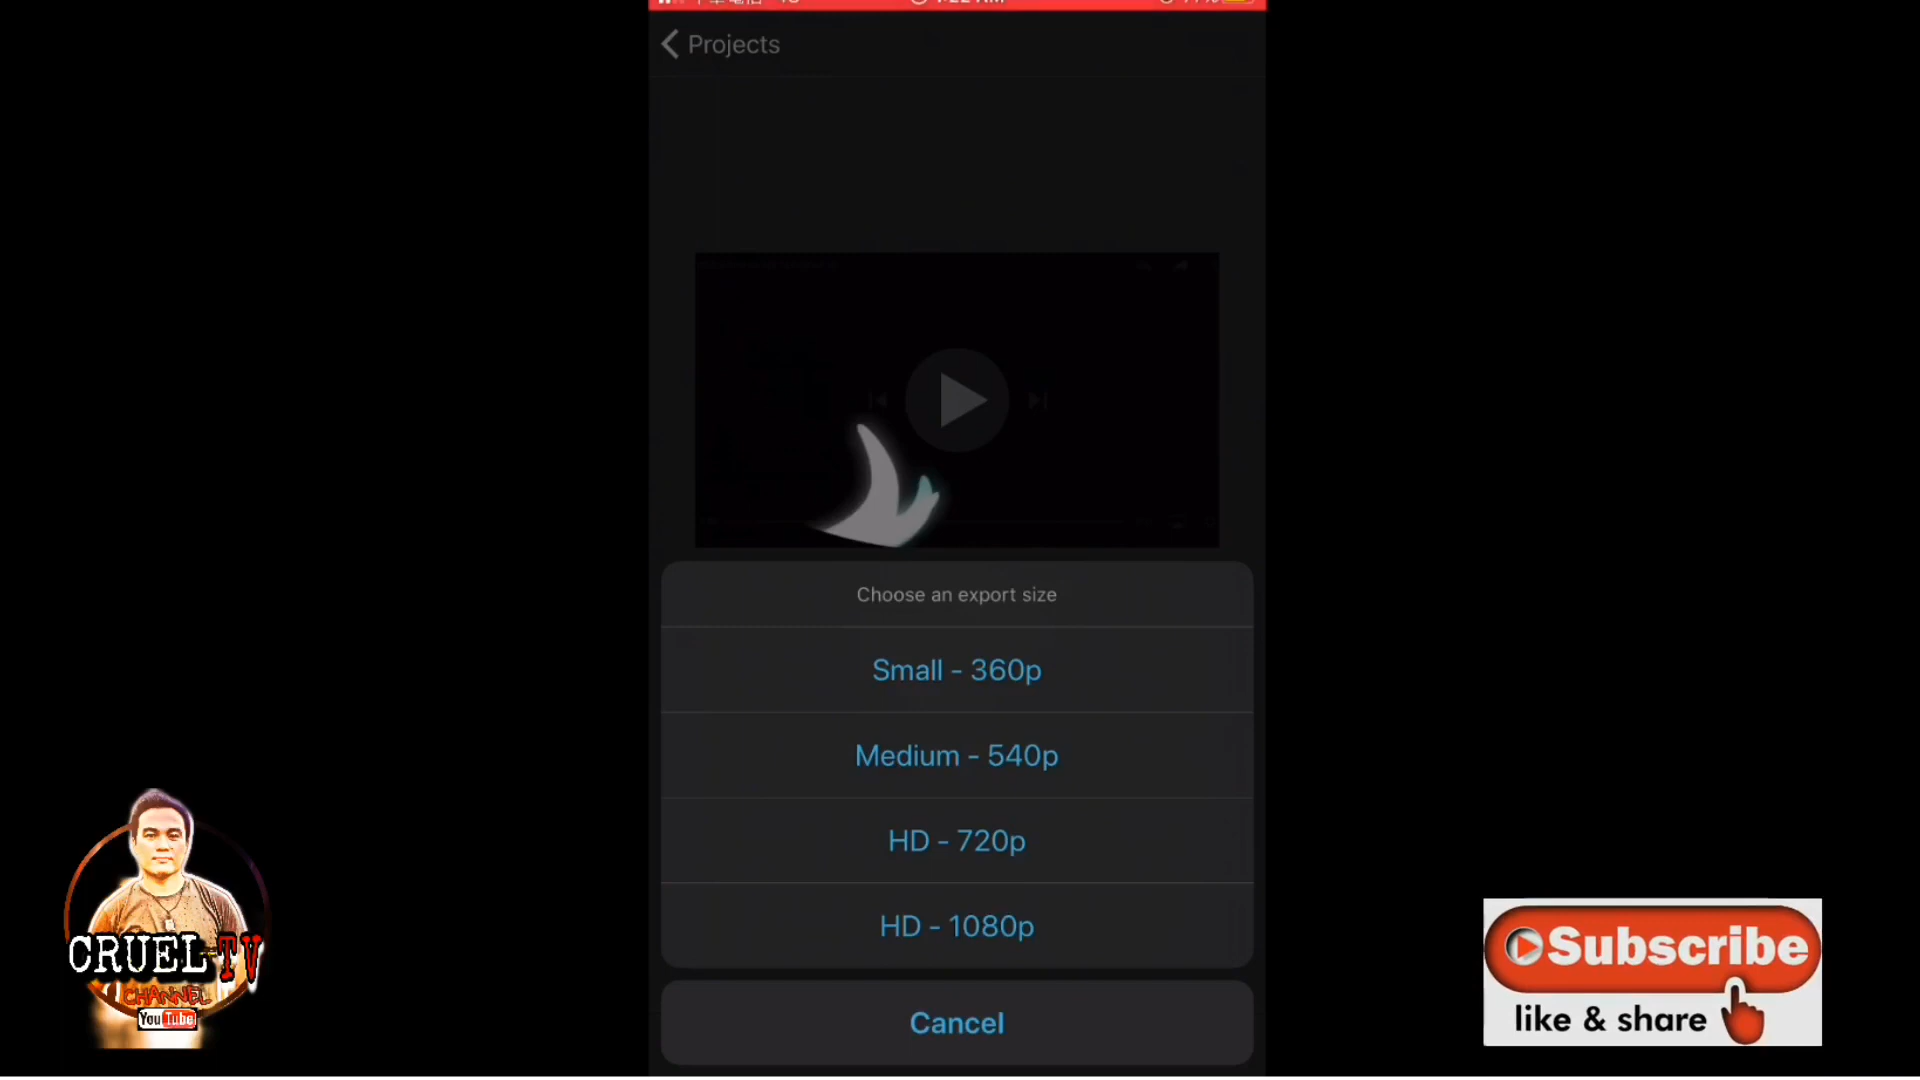 Projects
Choose an export size
Small - 360p
Medium - 540p
HD - 720p
HD - 1080p
Cancel
CRUEL TV
CHANNEL
YouTube
Subscribe
like & share